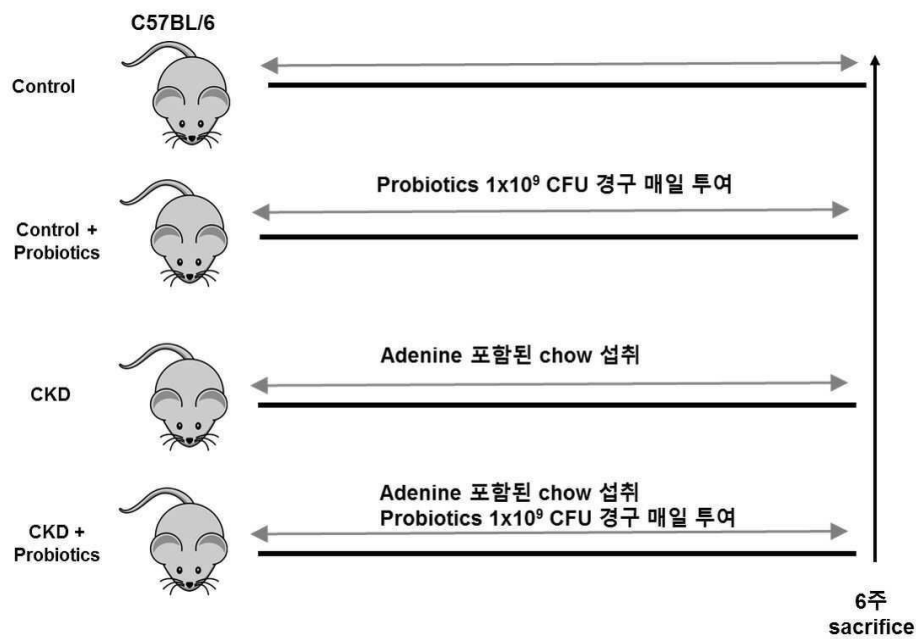 C57BL/6
Control
Probiotics 1x10⁹ CFU 경구 매일 투여
Control +
Probiotics
Adenine 포함된 chow 섭취
CKD
Adenine 포함된 chow 섭취
Probiotics 1x10⁹ CFU 경구 매일 투여
CKD +
Probiotics
6주
sacrifice